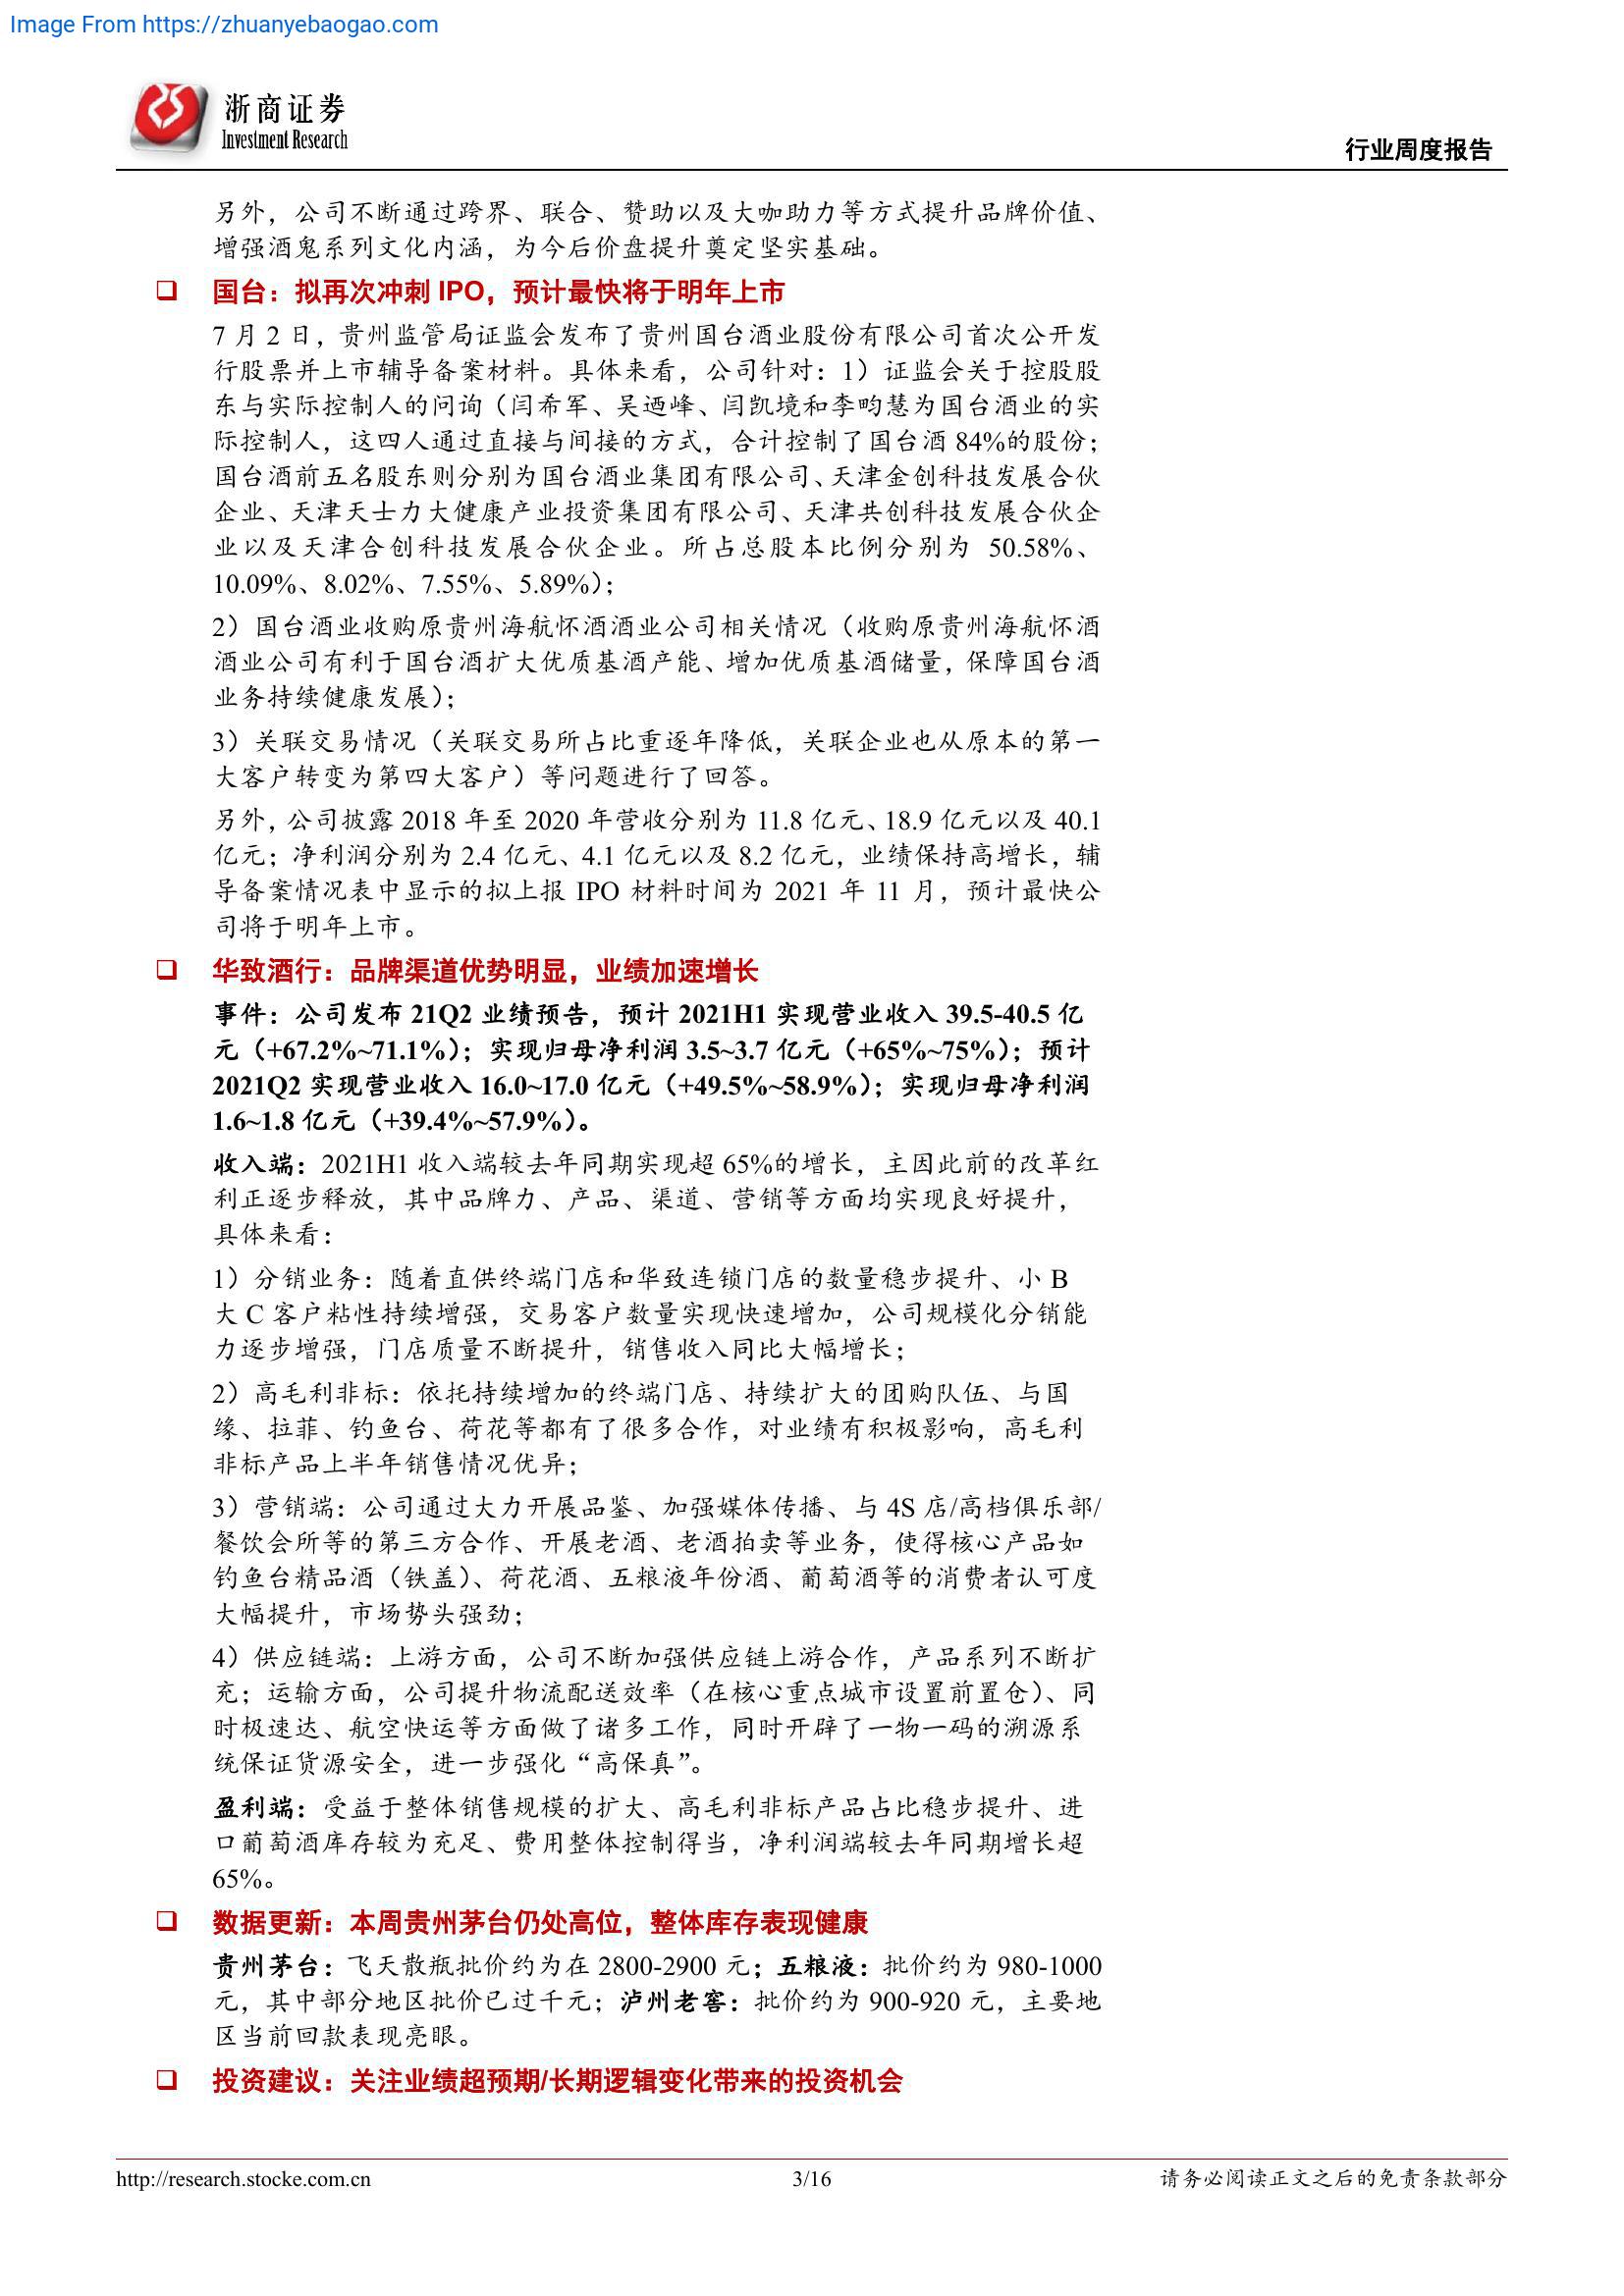 Image From https://zhuanyebaogao.com
浙商证券
Investment Research
行业周度报告
另外，公司不断通过跨界、联合、赞助以及大咖助力等方式提升品牌价值、
增强酒鬼系列文化内涵，为今后价盘提升奠定坚实基础。
❑ 国台：拟再次冲刺 IPO，预计最快将于明年上市
7 月 2 日，贵州监管局证监会发布了贵州国台酒业股份有限公司首次公开发
行股票并上市辅导备案材料。具体来看，公司针对：1）证监会关于控股股
东与实际控制人的问询（闫希军、吴迺峰、闫凯境和李畇慧为国台酒业的实
际控制人，这四人通过直接与间接的方式，合计控制了国台酒 84%的股份；
国台酒前五名股东则分别为国台酒业集团有限公司、天津金创科技发展合伙
企业、天津天士力大健康产业投资集团有限公司、天津共创科技发展合伙企
业以及天津合创科技发展合伙企业。所占总股本比例分别为 50.58%、
10.09%、8.02%、7.55%、5.89%）；
2）国台酒业收购原贵州海航怀酒酒业公司相关情况（收购原贵州海航怀酒
酒业公司有利于国台酒扩大优质基酒产能、增加优质基酒储量，保障国台酒
业务持续健康发展）；
3）关联交易情况（关联交易所占比重逐年降低，关联企业也从原本的第一
大客户转变为第四大客户）等问题进行了回答。
另外，公司披露 2018 年至 2020 年营收分别为 11.8 亿元、18.9 亿元以及 40.1
亿元；净利润分别为 2.4 亿元、4.1 亿元以及 8.2 亿元，业绩保持高增长，辅
导备案情况表中显示的拟上报 IPO 材料时间为 2021 年 11 月，预计最快公
司将于明年上市。
❑ 华致酒行：品牌渠道优势明显，业绩加速增长
事件：公司发布 21Q2 业绩预告，预计 2021H1 实现营业收入 39.5-40.5 亿
元（+67.2%~71.1%）；实现归母净利润 3.5~3.7 亿元（+65%~75%）；预计
2021Q2 实现营业收入 16.0~17.0 亿元（+49.5%~58.9%）；实现归母净利润
1.6~1.8 亿元（+39.4%~57.9%）。
收入端：2021H1 收入端较去年同期实现超 65%的增长，主因此前的改革红
利正逐步释放，其中品牌力、产品、渠道、营销等方面均实现良好提升，
具体来看：
1）分销业务：随着直供终端门店和华致连锁门店的数量稳步提升、小 B
大 C 客户粘性持续增强，交易客户数量实现快速增加，公司规模化分销能
力逐步增强，门店质量不断提升，销售收入同比大幅增长；
2）高毛利非标：依托持续增加的终端门店、持续扩大的团购队伍、与国
缘、拉菲、钓鱼台、荷花等都有了很多合作，对业绩有积极影响，高毛利
非标产品上半年销售情况优异；
3）营销端：公司通过大力开展品鉴、加强媒体传播、与 4S 店/高档俱乐部/
餐饮会所等的第三方合作、开展老酒、老酒拍卖等业务，使得核心产品如
钓鱼台精品酒（铁盖）、荷花酒、五粮液年份酒、葡萄酒等的消费者认可度
大幅提升，市场势头强劲；
4）供应链端：上游方面，公司不断加强供应链上游合作，产品系列不断扩
充；运输方面，公司提升物流配送效率（在核心重点城市设置前置仓）、同
时极速达、航空快运等方面做了诸多工作，同时开辟了一物一码的溯源系
统保证货源安全，进一步强化“高保真”。
盈利端：受益于整体销售规模的扩大、高毛利非标产品占比稳步提升、进
口葡萄酒库存较为充足、费用整体控制得当，净利润端较去年同期增长超
65%。
❑ 数据更新：本周贵州茅台仍处高位，整体库存表现健康
贵州茅台：飞天散瓶批价约为在 2800-2900 元；五粮液：批价约为 980-1000
元，其中部分地区批价已过千元；泸州老窖：批价约为 900-920 元，主要地
区当前回款表现亮眼。
❑ 投资建议：关注业绩超预期/长期逻辑变化带来的投资机会
http://research.stocke.com.cn
3/16
请务必阅读正文之后的免责条款部分